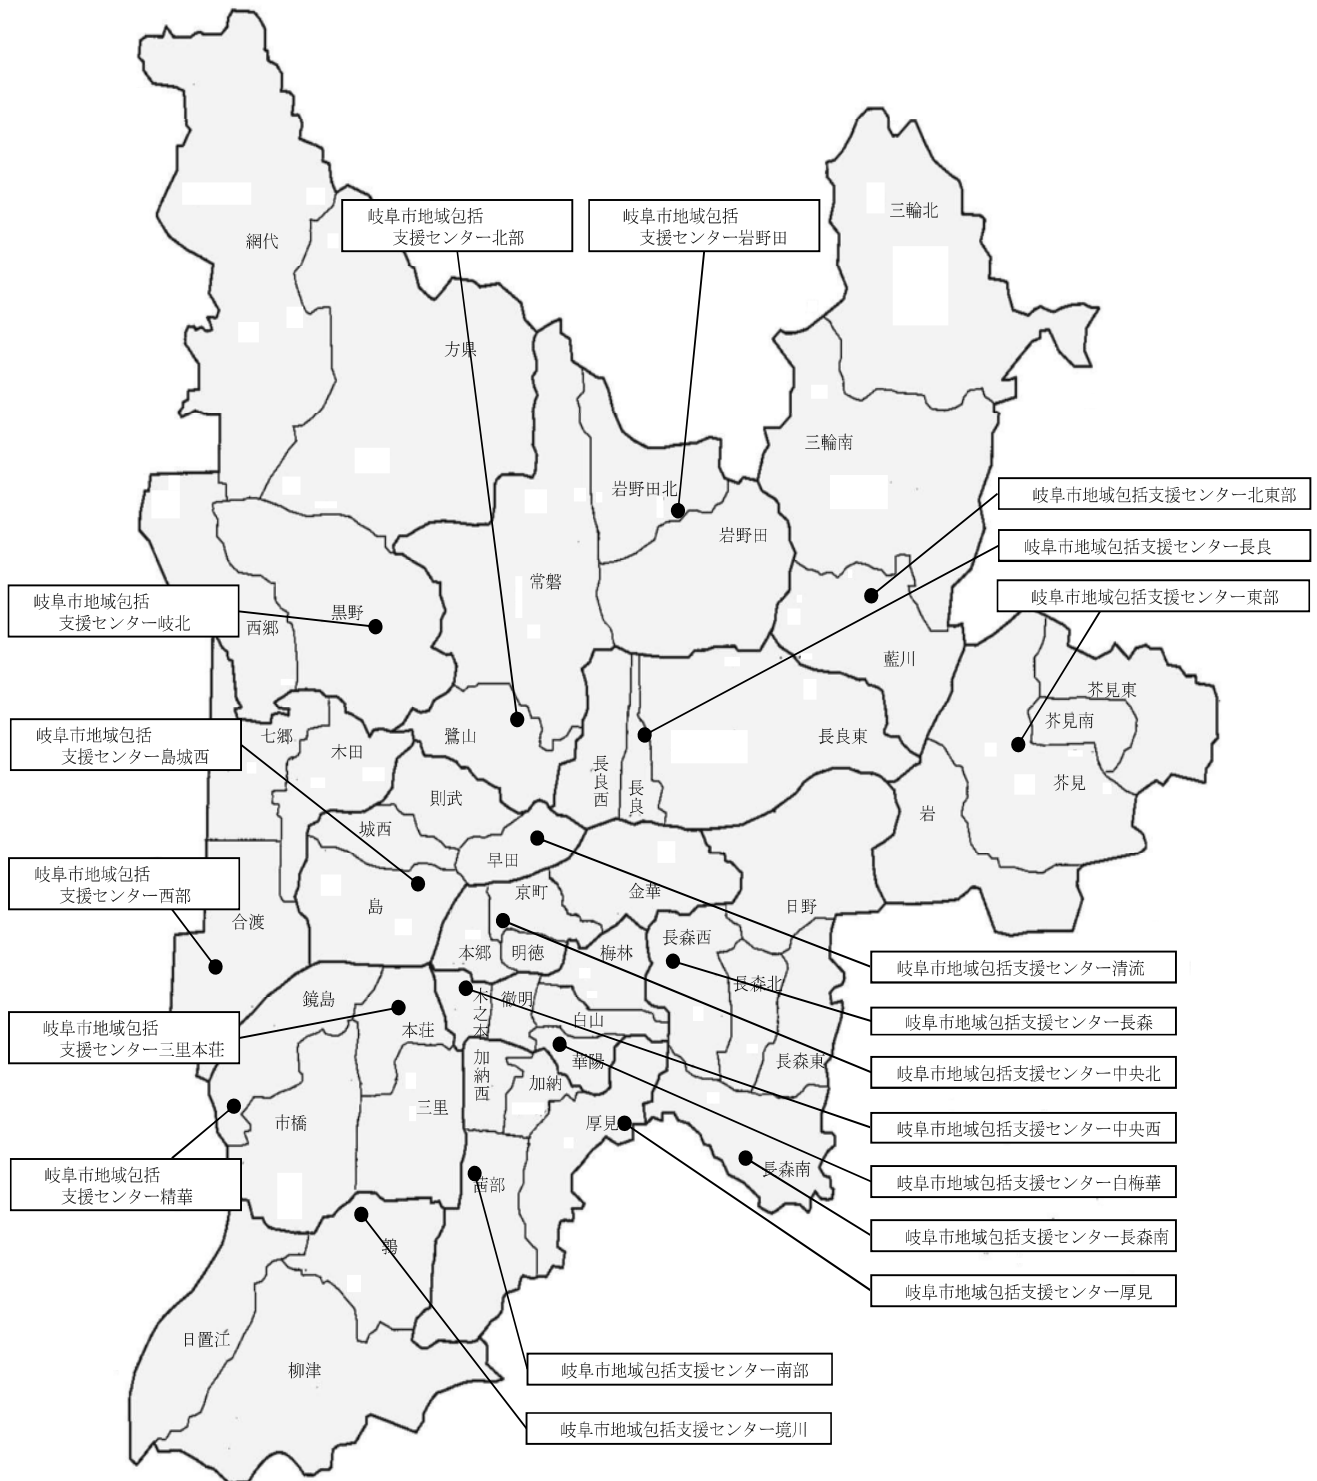 三輪北
岐阜市地域包括
支援センター北部
岐阜市地域包括
支援センター岩野田
網代
方県
三輪南
岩野田北
岐阜市地域包括支援センター北東部
岩野田
岐阜市地域包括支援センター長良
常磐
岐阜市地域包括支援センター東部
岐阜市地域包括
支援センター岐北
黒野
西郷
藍川
芥見東
芥見南
岐阜市地域包括
支援センター島城西
七郷
木田
鷺山
長良東
長良西
長良
芥見
則武
城西
岩
早田
岐阜市地域包括
支援センター西部
京町
金華
島
日野
合渡
長森西
本郷
明徳
梅林
岐阜市地域包括支援センター清流
長森北
鏡島
木之本
徹明
白山
岐阜市地域包括支援センター長森
岐阜市地域包括
支援センター三里本荘
本荘
加納西
華陽
長森東
岐阜市地域包括支援センター中央北
加納
三里
市橋
厚見
岐阜市地域包括支援センター中央西
岐阜市地域包括
支援センター精華
長森南
岐阜市地域包括支援センター白梅華
茜部
岐阜市地域包括支援センター長森南
鶉
岐阜市地域包括支援センター厚見
日置江
柳津
岐阜市地域包括支援センター南部
岐阜市地域包括支援センター境川